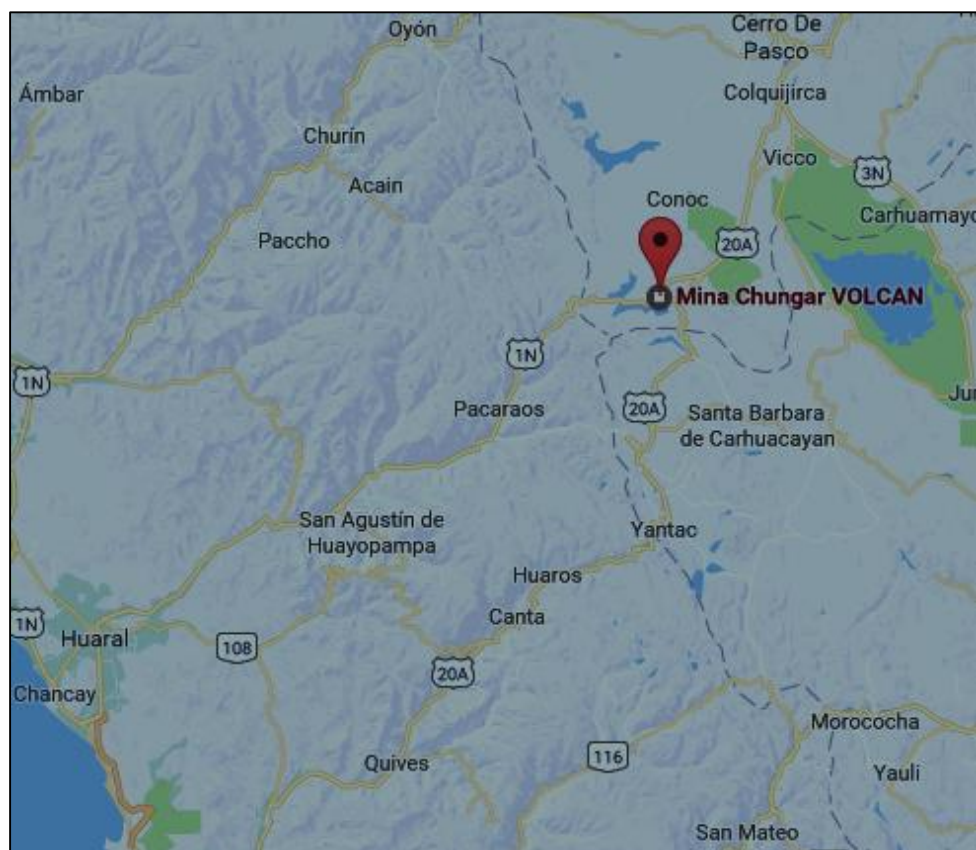 Oyón
Cerro De
Pasco
Ámbar
Colquijirca
Churín
Vicco
3N
Acain
Conoc
Carhuamayo
Paccho
20A
Mina Chungar VOLCAN
1N
1N
Pacaraos
20A
Santa Barbara
de Carhuacayan
San Agustín de
Huayopampa
Yantac
Huaros
Canta
1N
Huaral
108
20A
Chancay
Morococha
Quives
116
Yauli
San Mateo